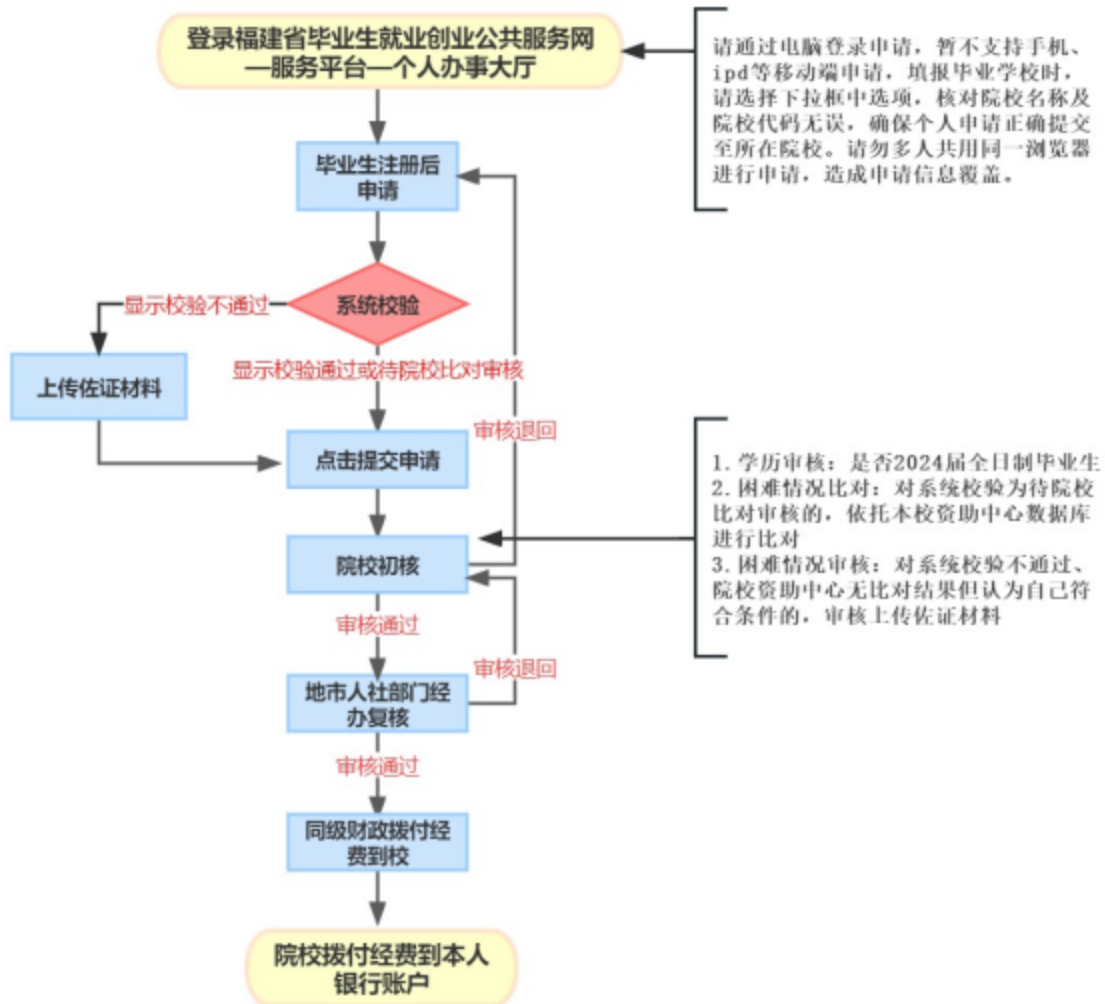 登录福建省毕业生就业创业公共服务网
—服务平台—个人办事大厅
请通过电脑登录申请，暂不支持手机、
ipd等移动端申请，填报毕业学校时，
请选择下拉框中选项，核对院校名称及
院校代码无误，确保个人申请正确提交
至所在院校。请勿多人共用同一浏览器
进行申请，造成申请信息覆盖。
毕业生注册后
申请
系统校验
显示校验不通过
上传佐证材料
显示校验通过或待院校比对审核
审核退回
点击提交申请
院校初核
1. 学历审核：是否2024届全日制毕业生
2. 困难情况比对：对系统校验为待院校
比对审核的，依托本校资助中心数据库
进行比对
3. 困难情况审核：对系统校验不通过、
院校资助中心无比对结果但认为自己符
合条件的，审核上传佐证材料
审核通过
审核退回
地市人社部门经
办复核
审核通过
同级财政拨付经
费到校
院校拨付经费到本人
银行账户